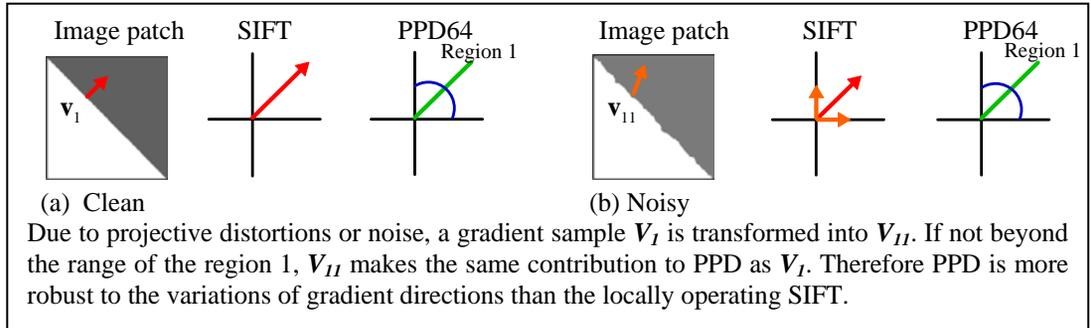 Image patch SIFT PPD64 Image patch SIFT PPD64
Region 1 Region 1
v1 v11
(a) Clean (b) Noisy
Due to projective distortions or noise, a gradient sample V1 is transformed into V11. If not beyond
the range of the region 1, V11 makes the same contribution to PPD as V1. Therefore PPD is more
robust to the variations of gradient directions than the locally operating SIFT.